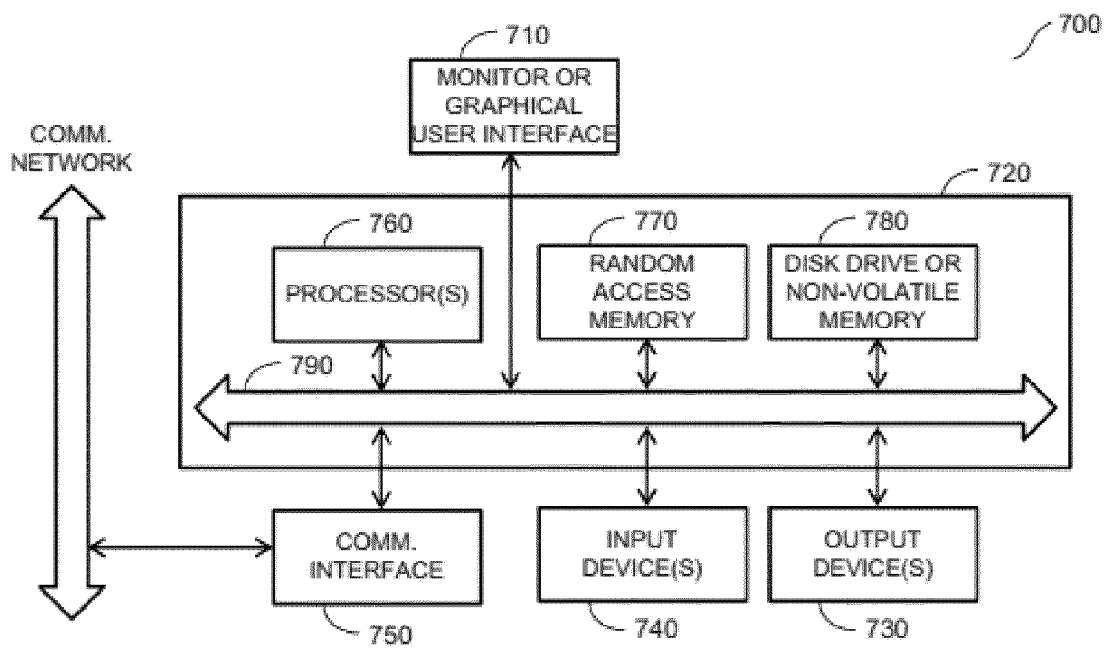 700
710
MONITOR OR
GRAPHICAL
USER INTERFACE
COMM.
NETWORK
720
760
PROCESSOR(S)
770
RANDOM
ACCESS
MEMORY
780
DISK DRIVE OR
NON-VOLATILE
MEMORY
790
COMM.
INTERFACE
750
INPUT
DEVICE(S)
740
OUTPUT
DEVICE(S)
730